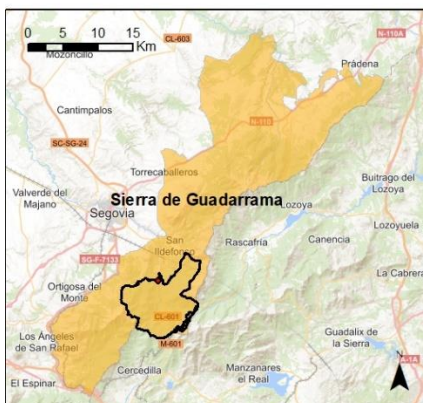 0 5 10 15
Km
CL-603
N-110A
Mozoncillo
Prádena
Cantimpalos
N-110
SC-SG-24
Torrecaballeros
Buitrago del
Lozoya
Valverde del
Majano
Sierra de Guadarrama
Segovia
Lozoya
Lozoyuela
San
Ildefonso
Rascafría
Canencia
SG-F-7133
La Cabrera
Ortigosa del
Monte
CL-601
Los Ángeles
de San Rafael
M-601
Guadalix de
la Sierra
N
A-1A
Cercedilla
Manzanares
el Real
El Espinar